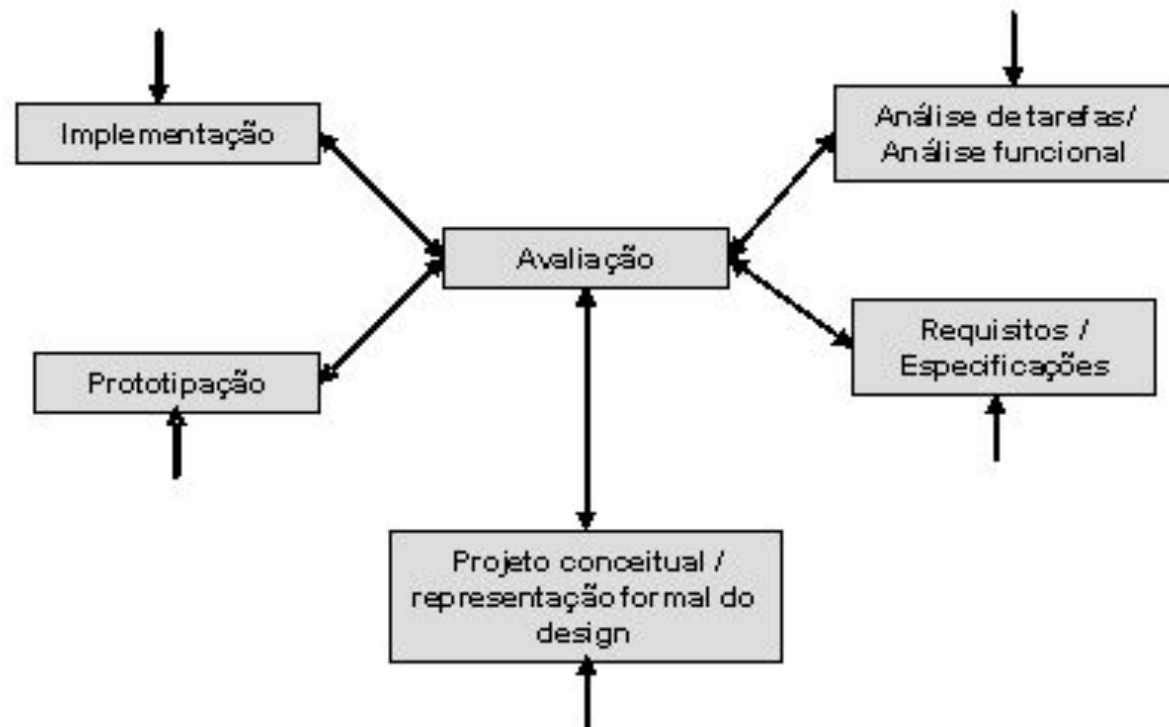 Implementação
Análise de tarefas/
Análise funcional
Avaliação
Requisitos /
Especificações
Prototipação
Projeto conceitual /
representação formal do
design